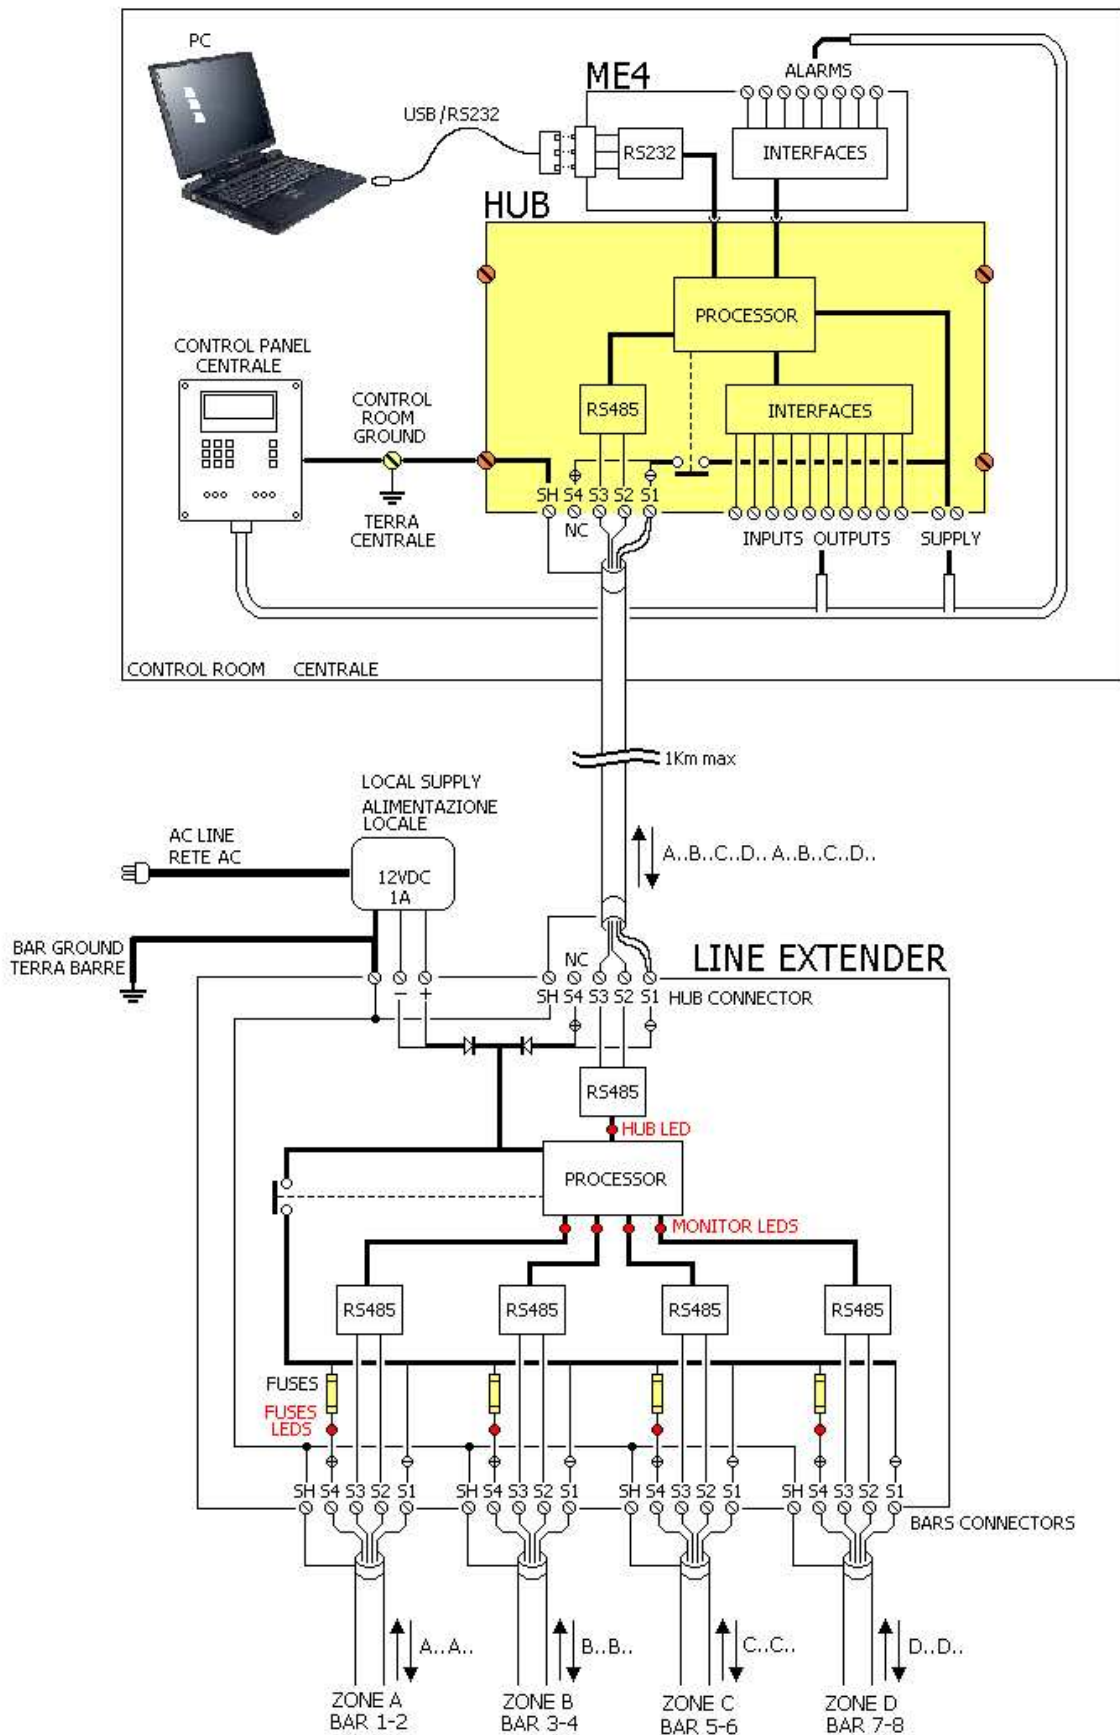 PC
ME4
ALARMS
USB/RS232
RS232
INTERFACES
HUB
PROCESSOR
CONTROL PANEL
CENTRALE
CONTROL
ROOM
GROUND
RS485
INTERFACES
SH S4 S3 S2 S1
NC
TERRA
CENTRALE
INPUTS OUTPUTS SUPPLY
CONTROL ROOM CENTRALE
1Km max
LOCAL SUPPLY
ALIMENTAZIONE
LOCALE
AC LINE
RETE AC
12VDC
1A
A..B..C..D.. A..B..C..D..
BAR GROUND
TERRA BARRE
NC
LINE EXTENDER
- +
SH S4 S3 S2 S1
HUB CONNECTOR
RS485
HUB LED
PROCESSOR
MONITOR LEDS
RS485 RS485 RS485 RS485
FUSES
FUSES
LEDS
SH S4 S3 S2 S1 SH S4 S3 S2 S1 SH S4 S3 S2 S1 SH S4 S3 S2 S1
BARS CONNECTORS
A..A.. B..B.. C..C.. D..D..
ZONE A ZONE B ZONE C ZONE D
BAR 1-2 BAR 3-4 BAR 5-6 BAR 7-8